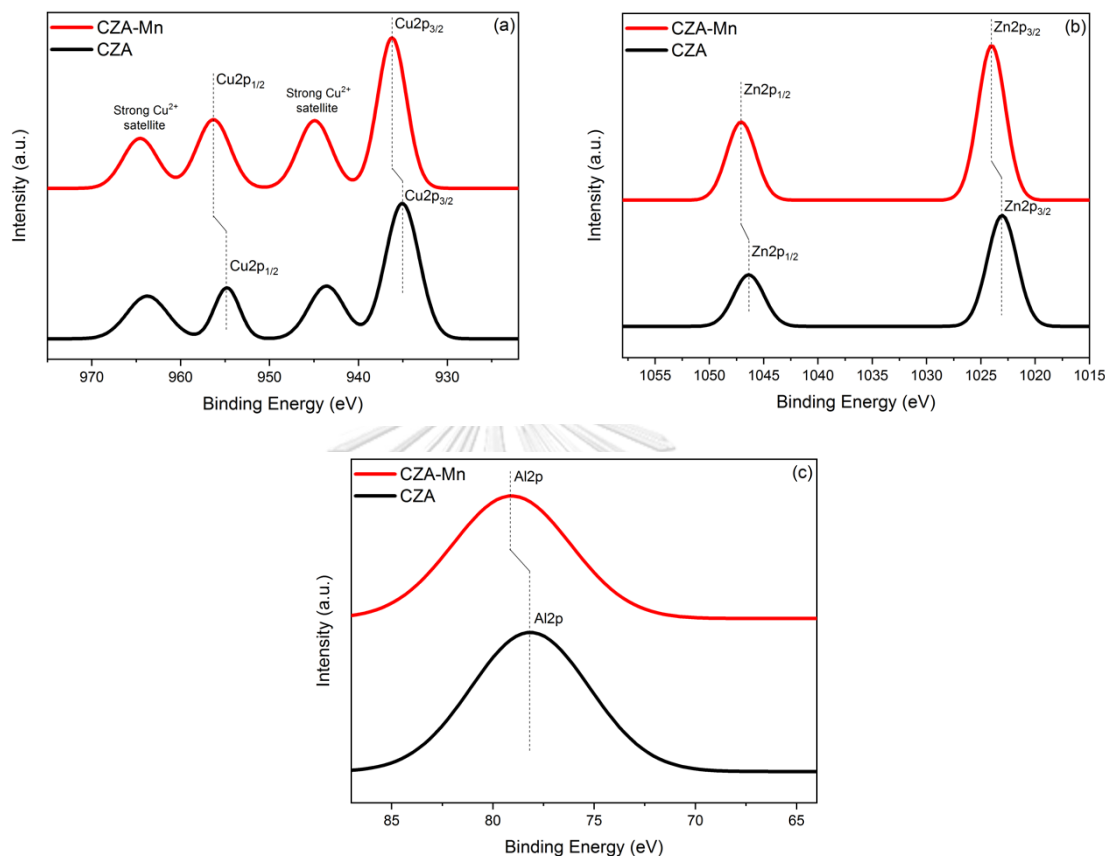 CZA-Mn
CZA
(a)
Cu2p3/2
Cu2p1/2
Strong Cu2+
satellite
Strong Cu2+
satellite
Cu2p3/2
Cu2p1/2
Intensity (a.u.)
970 960 950 940 930
Binding Energy (eV)
CZA-Mn
CZA
Zn2p3/2
(b)
Zn2p1/2
Zn2p3/2
Zn2p1/2
Intensity (a.u.)
1055 1050 1045 1040 1035 1030 1025 1020 1015
Binding Energy (eV)
CZA-Mn
CZA
Al2p
(c)
Al2p
Intensity (a.u.)
85 80 75 70 65
Binding Energy (eV)